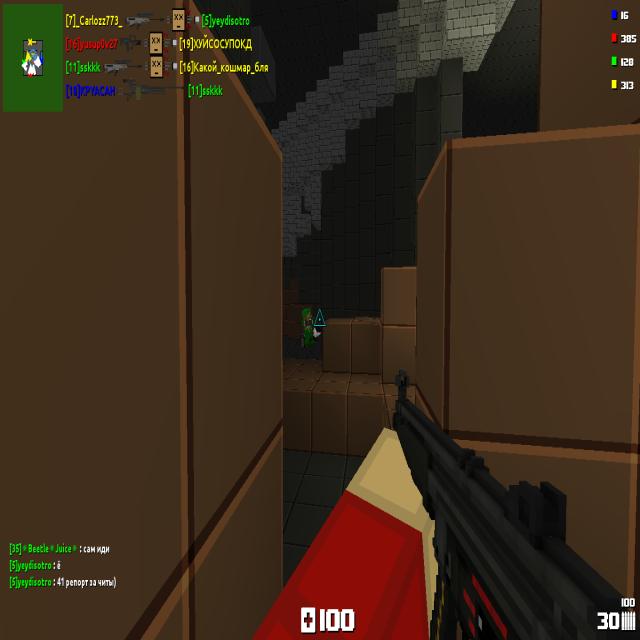 [7]_Carlozz773_ [5]yeydisotro
[16]yusup0v27 [19]ХУЙСОСУПОКД
[11]sskkk [16]Какой_кошмар_бля
[18]КРУАСАН [11]sskkk
16
385
120
313
[35]*Beetle*Juice* : сам иди
[5]yeydisotro : ё
[5]yeydisotro : 41 репорт за читы)
100
100
30